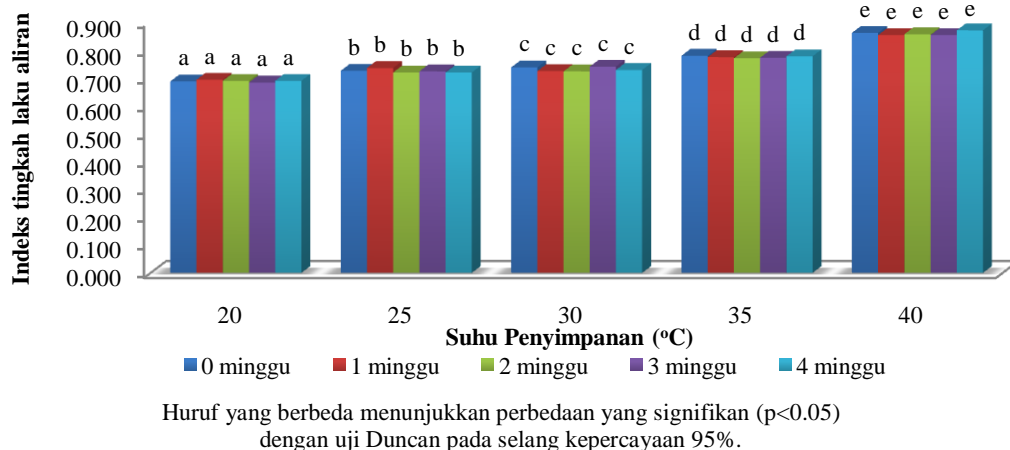 Indeks tingkah laku aliran
0.900
0.800
0.700
0.600
0.500
0.400
0.300
0.200
0.100
0.000
a a a a a b b b b b c c c c c d d d d d e e e e e
20 25 30 35 40
Suhu Penyimpanan (ºC)
0 minggu 1 minggu 2 minggu 3 minggu 4 minggu
Huruf yang berbeda menunjukkan perbedaan yang signifikan (p<0.05)
dengan uji Duncan pada selang kepercayaan 95%.